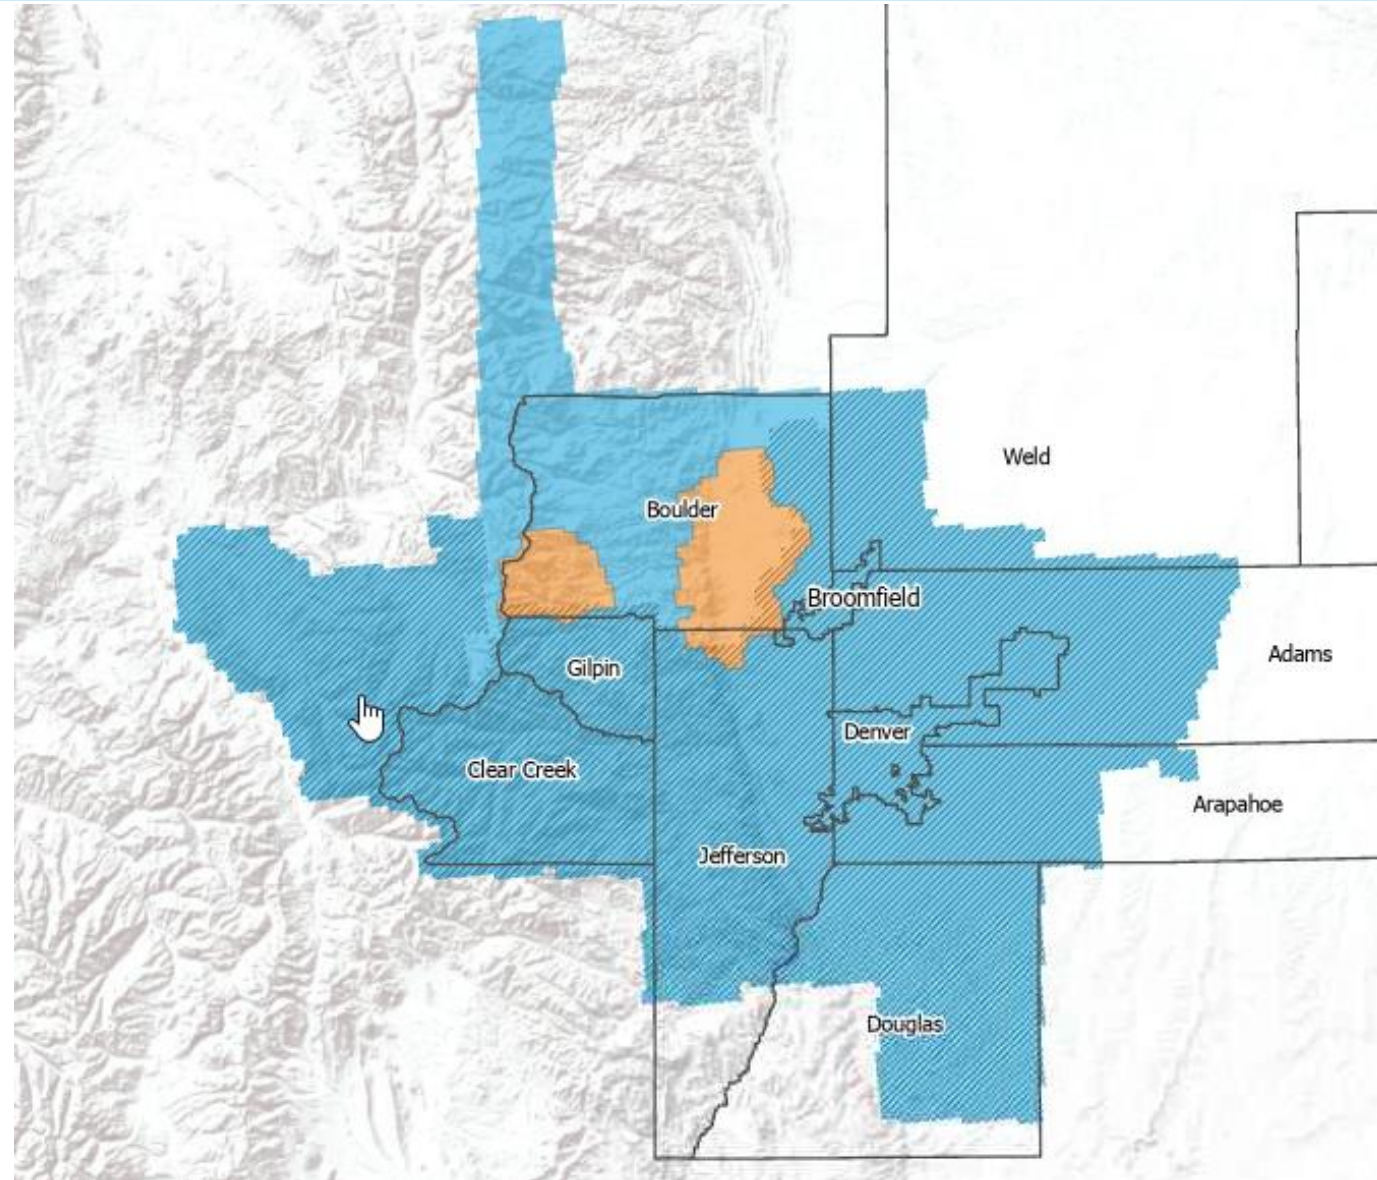 Weld
Boulder
Broomfield
Adams
Gilpin
Denver
Clear Creek
Arapahoe
Jefferson
Douglas